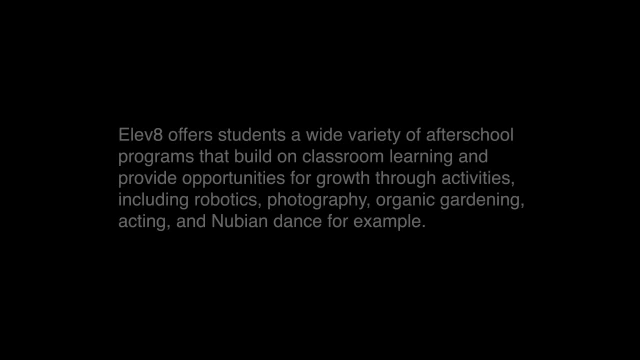 Elev8 offers students a wide variety of afterschool
programs that build on classroom learning and
provide opportunities for growth through activities,
including robotics, photography, organic gardening,
acting, and Nubian dance for example.